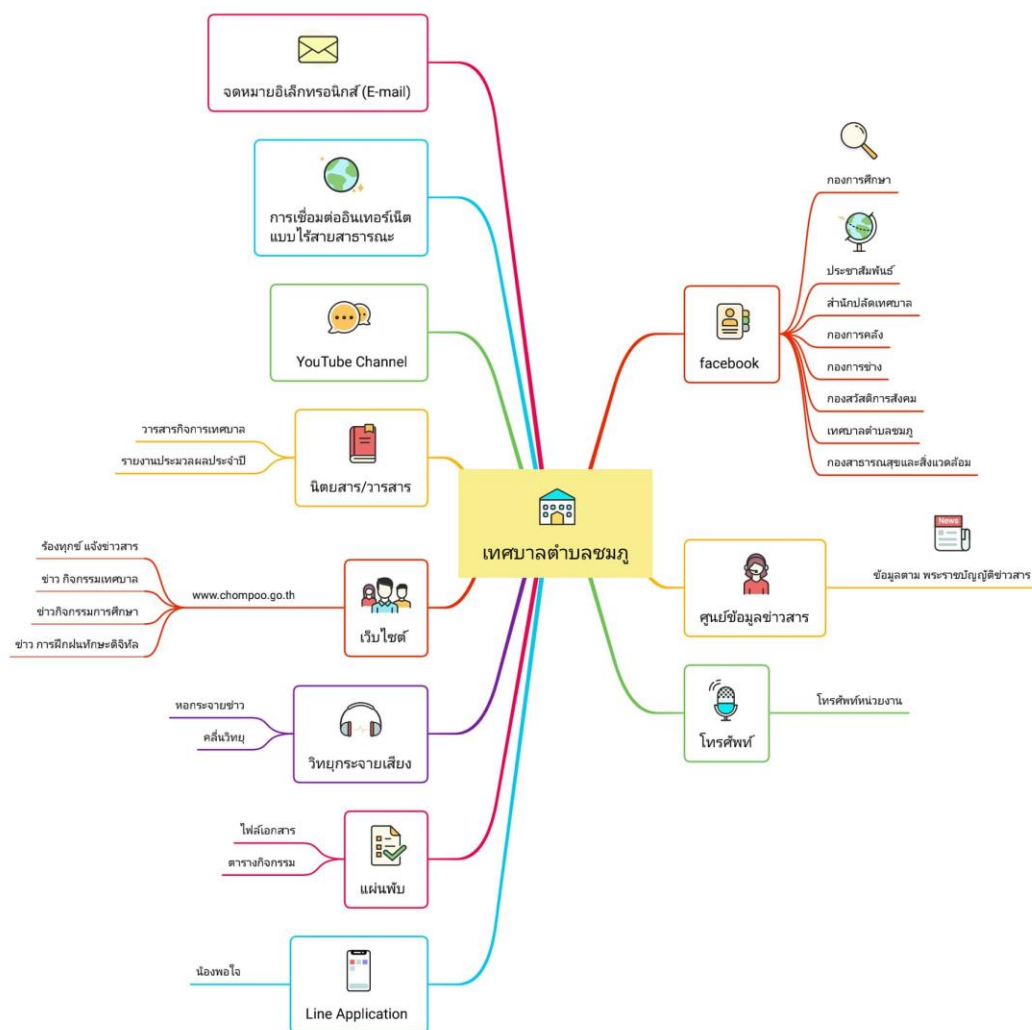 จดหมายอิเล็กทรอนิกส์ (E-mail)
การเชื่อมต่ออินเทอร์เน็ต
แบบไร้สายสาธารณะ
YouTube Channel
วารสารกิจการเทศบาล
รายงานประมวลผลประจำปี
นิตยสาร/วารสาร
ร้องทุกข์ แจ้งข่าวสาร
ข่าว กิจกรรมเทศบาล
ข่าวกิจกรรมการศึกษา
ข่าว การฝึกฝนทักษะดิจิทัล
www.chompoo.go.th
เว็บไซต์
หอกระจายข่าว
คลื่นวิทยุ
วิทยุกระจายเสียง
ไฟล์เอกสาร
ตารางกิจกรรม
แผ่นพับ
น้องพอใจ
Line Application
เทศบาลตำบลชมภู
facebook
กองการศึกษา
ประชาสัมพันธ์
สำนักปลัดเทศบาล
กองการคลัง
กองการช่าง
กองสวัสดิการสังคม
เทศบาลตำบลชมภู
กองสาธารณสุขและสิ่งแวดล้อม
News
ศูนย์ข้อมูลข่าวสาร
ข้อมูลตาม พระราชบัญญัติข่าวสาร
โทรศัพท์
โทรศัพท์หน่วยงาน